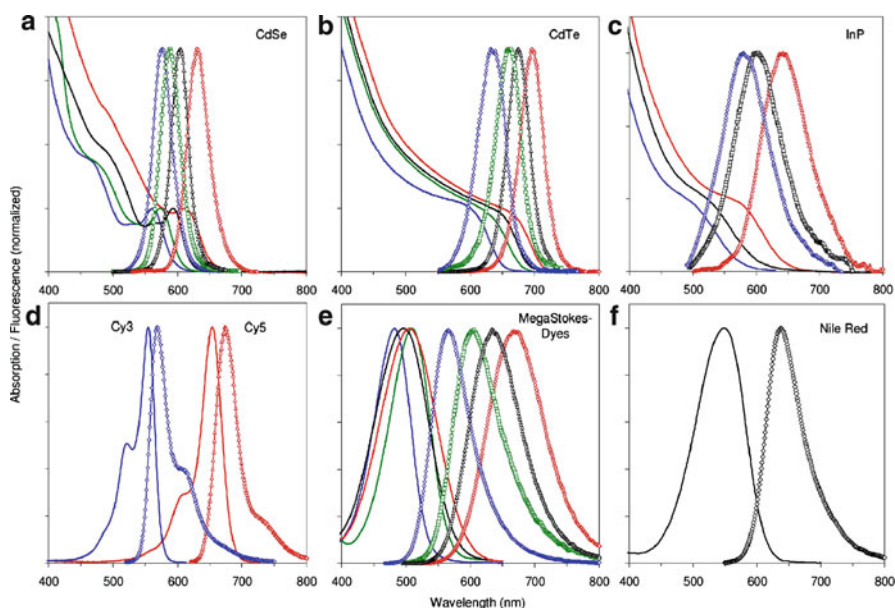 a
CdSe
b
CdTe
c
InP
400 500 600 700 800
400 500 600 700 800
400 500 600 700 800
Absorption / Fluorescence (normalized)
d
Cy3
Cy5
e
MegaStokes-
Dyes
f
Nile Red
400 500 600 700 800
400 500 600 700 800
400 500 600 700 800
Wavelength (nm)